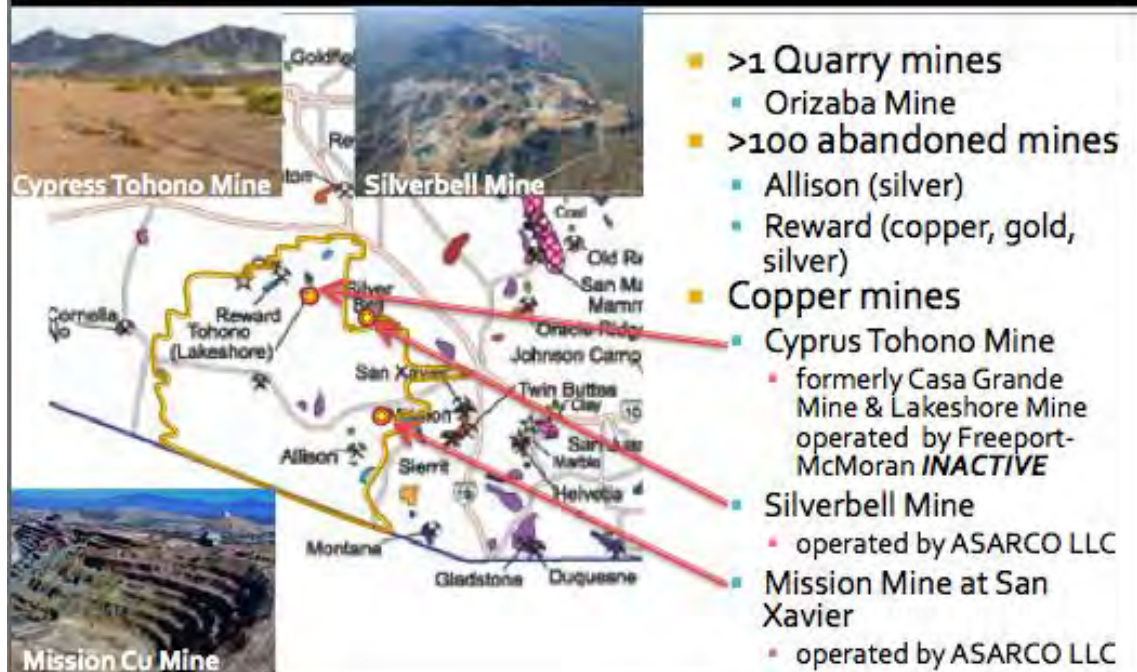 Cypress Tohono Mine
Silverbell Mine
Mission Cu Mine
Goldfiel
Coal
Old Re
San Ma
Mamm
Oracle Ridge
Johnson Camp
Silver
Bell
Reward
Tohono
(Lakeshore)
Cornelia
San Xavier
Twin Buttes
Clay
10
Mission
Marble
Allison
Sierrit
Helvetia
19
Montana
Gladstone
Duquesne
>1 Quarry mines
Orizaba Mine
>100 abandoned mines
Allison (silver)
Reward (copper, gold,
silver)
Copper mines
Cyprus Tohono Mine
formerly Casa Grande
Mine & Lakeshore Mine
operated by Freeport-
McMoran INACTIVE
Silverbell Mine
operated by ASARCO LLC
Mission Mine at San
Xavier
operated by ASARCO LLC